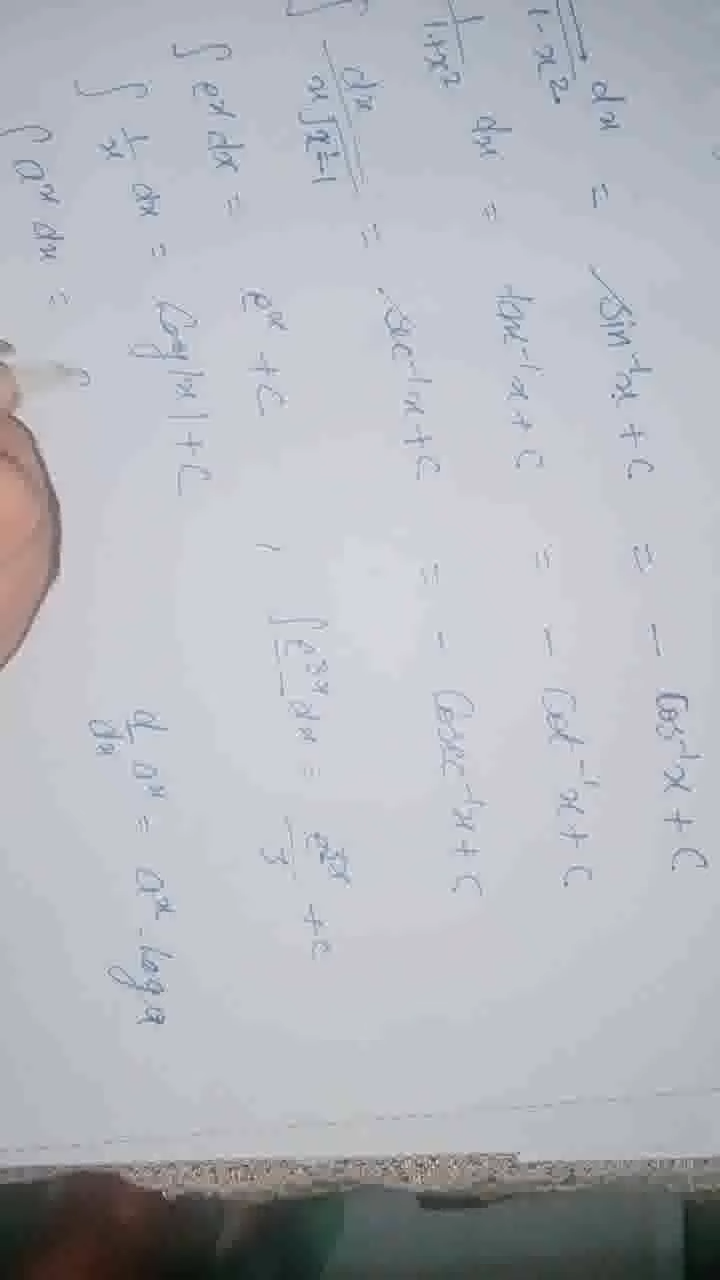 1/√(1-x²) dx = sin⁻¹x + C = - Cos⁻¹x + C
1/(1+x²) dx = tan⁻¹x + C = - Cot⁻¹x + C
∫ dx/(x√(x²-1)) = sec⁻¹x + C = - Cosec⁻¹x + C
∫ eˣ dx = eˣ + C , ∫ e³ˣ dx = e³ˣ/3 + c
∫ 1/x dx = log|x| + C
∫ aˣ dx = d/dx aˣ = aˣ. log a